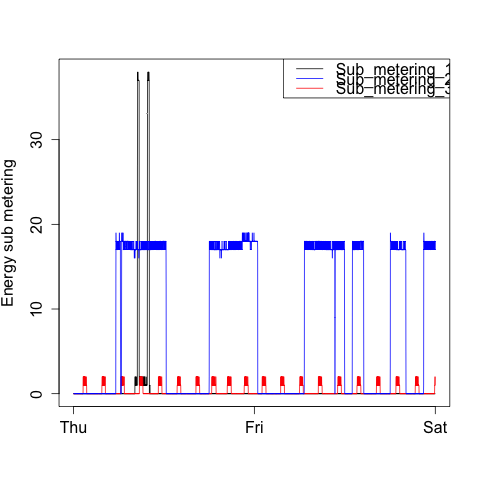 Sub_metering_1
Sub_metering_2
Sub_metering_3
Energy sub metering
30
20
10
0
Thu Fri Sat